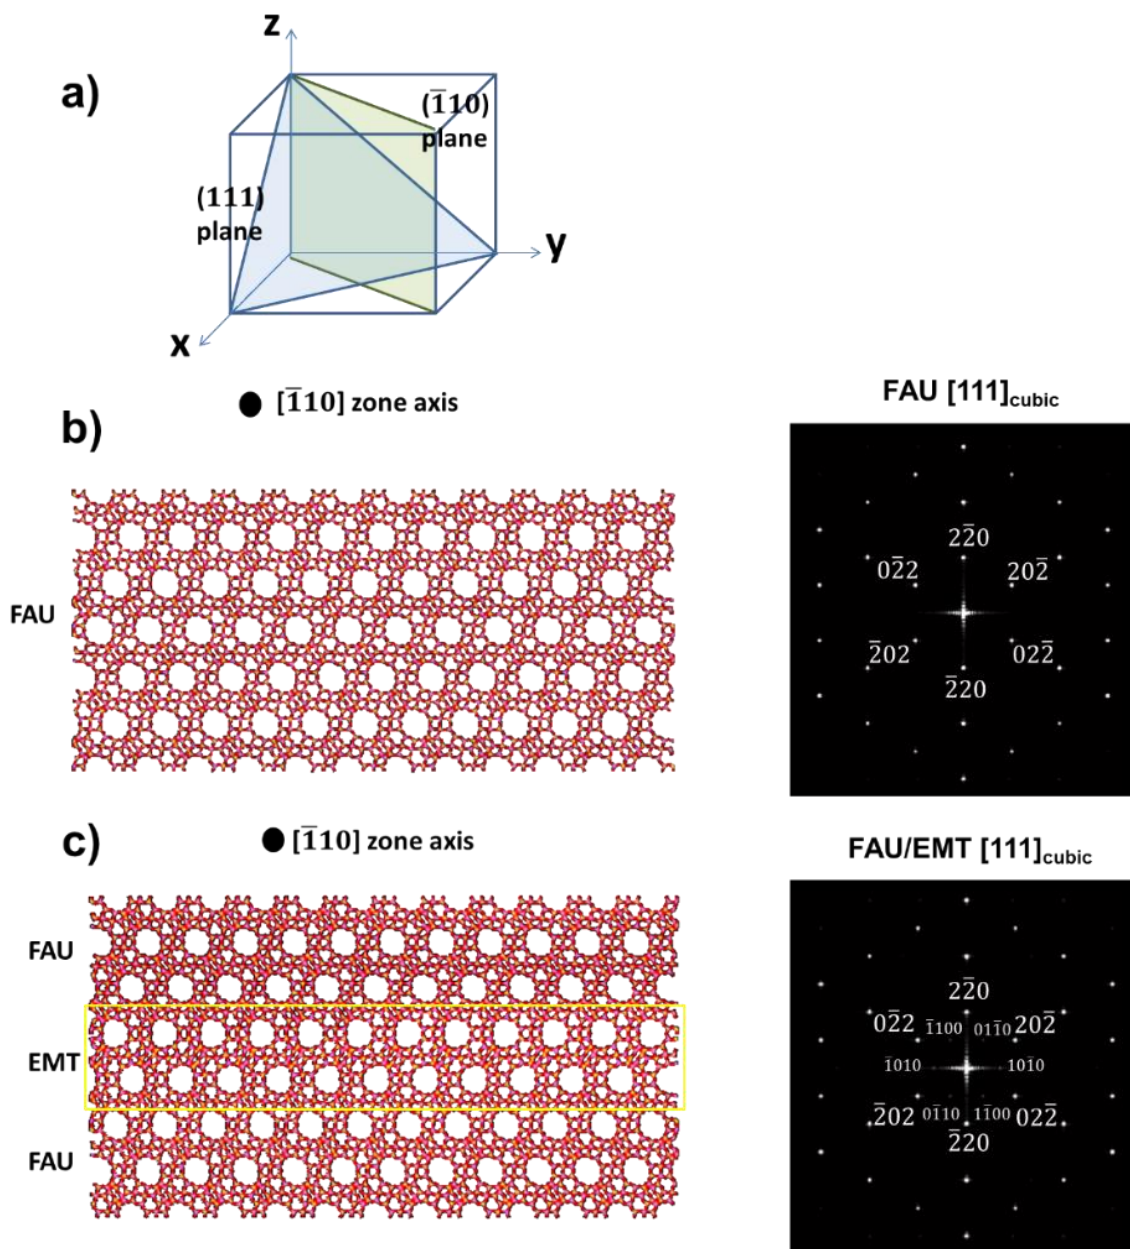 z
a)
(1̅10)
plane
(111)
plane
y
x
[1̅10] zone axis
FAU [111]cubic
b)
22̅0
02̅2
202̅
FAU
2̅02
022̅
2̅20
c)
[1̅10] zone axis
FAU/EMT [111]cubic
FAU
22̅0
02̅2
1̅100
011̅0
202̅
EMT
1̅010
101̅0
2̅02
01̅10
11̅00
022̅
2̅20
FAU